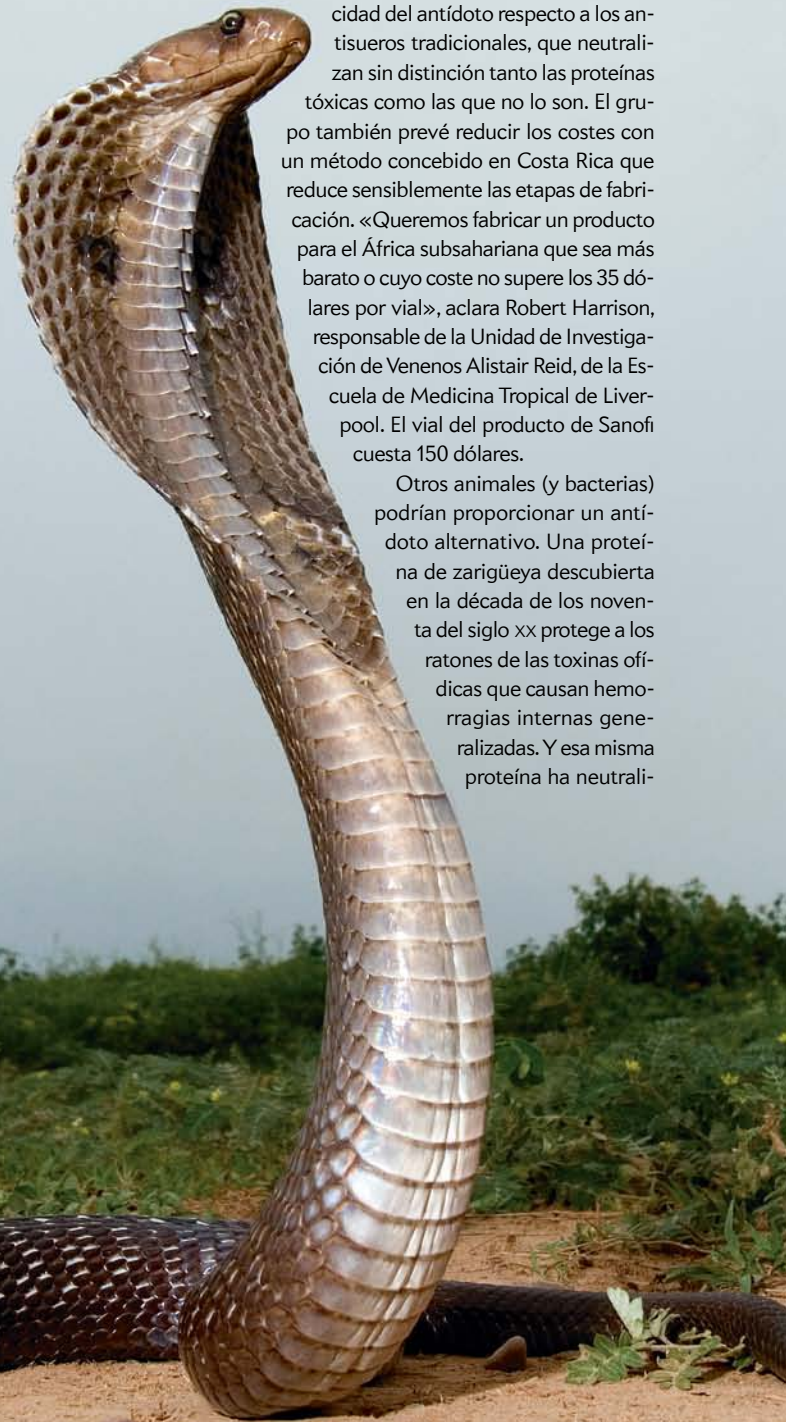 cidad del antídoto respecto a los an-
tisueros tradicionales, que neutrali-
zan sin distinción tanto las proteínas
tóxicas como las que no lo son. El gru-
po también prevé reducir los costes con
un método concebido en Costa Rica que
reduce sensiblemente las etapas de fabri-
cación. «Queremos fabricar un producto
para el África subsahariana que sea más
barato o cuyo coste no supere los 35 dó-
lares por vial», aclara Robert Harrison,
responsable de la Unidad de Investiga-
ción de Venenos Alistair Reid, de la Es-
cuela de Medicina Tropical de Liver-
pool. El vial del producto de Sanofi
cuesta 150 dólares.
Otros animales (y bacterias)
podrían proporcionar un antí-
doto alternativo. Una proteí-
na de zarigüeya descubierta
en la década de los noven-
ta del siglo XX protege a los
ratones de las toxinas ofí-
dicas que causan hemo-
rragias internas gene-
ralizadas. Y esa misma
proteína ha neutrali-